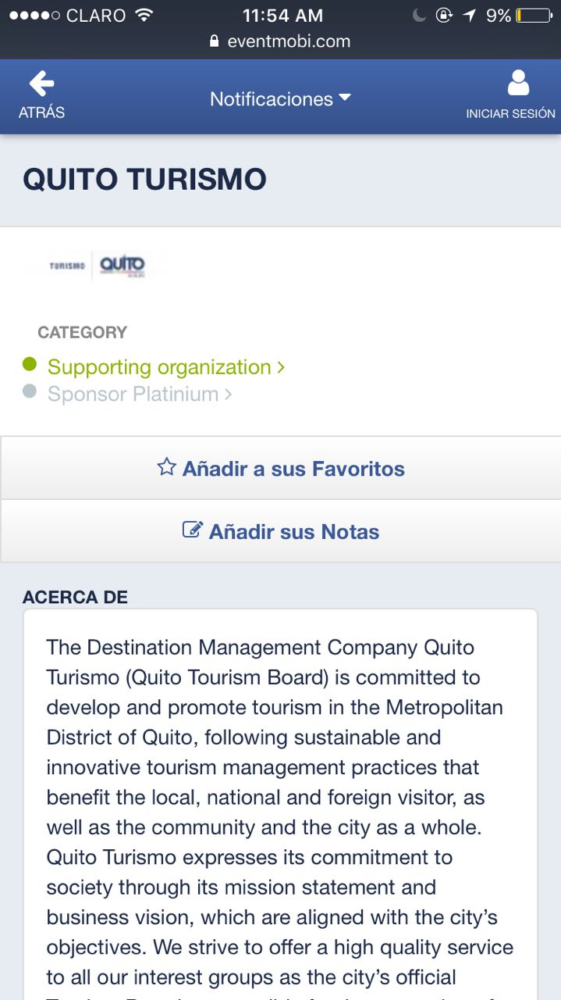 CLARO 11:54 AM 9%
eventmobi.com
ATRÁS
Notificaciones
INICIAR SESIÓN
QUITO TURISMO
TURISMO QUITO
CATEGORY
Supporting organization >
Sponsor Platinium >
Añadir a sus Favoritos
Añadir sus Notas
ACERCA DE
The Destination Management Company Quito
Turismo (Quito Tourism Board) is committed to
develop and promote tourism in the Metropolitan
District of Quito, following sustainable and
innovative tourism management practices that
benefit the local, national and foreign visitor, as
well as the community and the city as a whole.
Quito Turismo expresses its commitment to
society through its mission statement and
business vision, which are aligned with the city's
objectives. We strive to offer a high quality service
to all our interest groups as the city's official